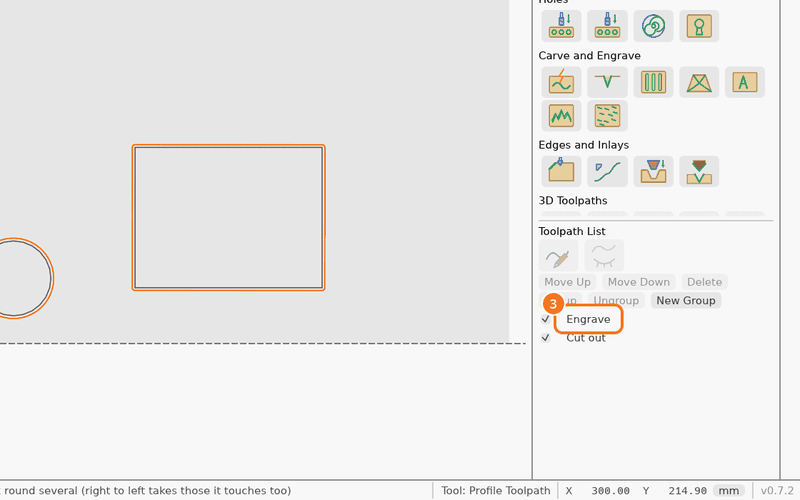 Holes
Carve and Engrave
A
Edges and Inlays
3D Toolpaths
Toolpath List
Move Up Move Down Delete
Ungroup New Group
3
Engrave
Cut out
round several (right to left takes those it touches too) Tool: Profile Toolpath X 300.00 Y 214.90 mm v0.7.2